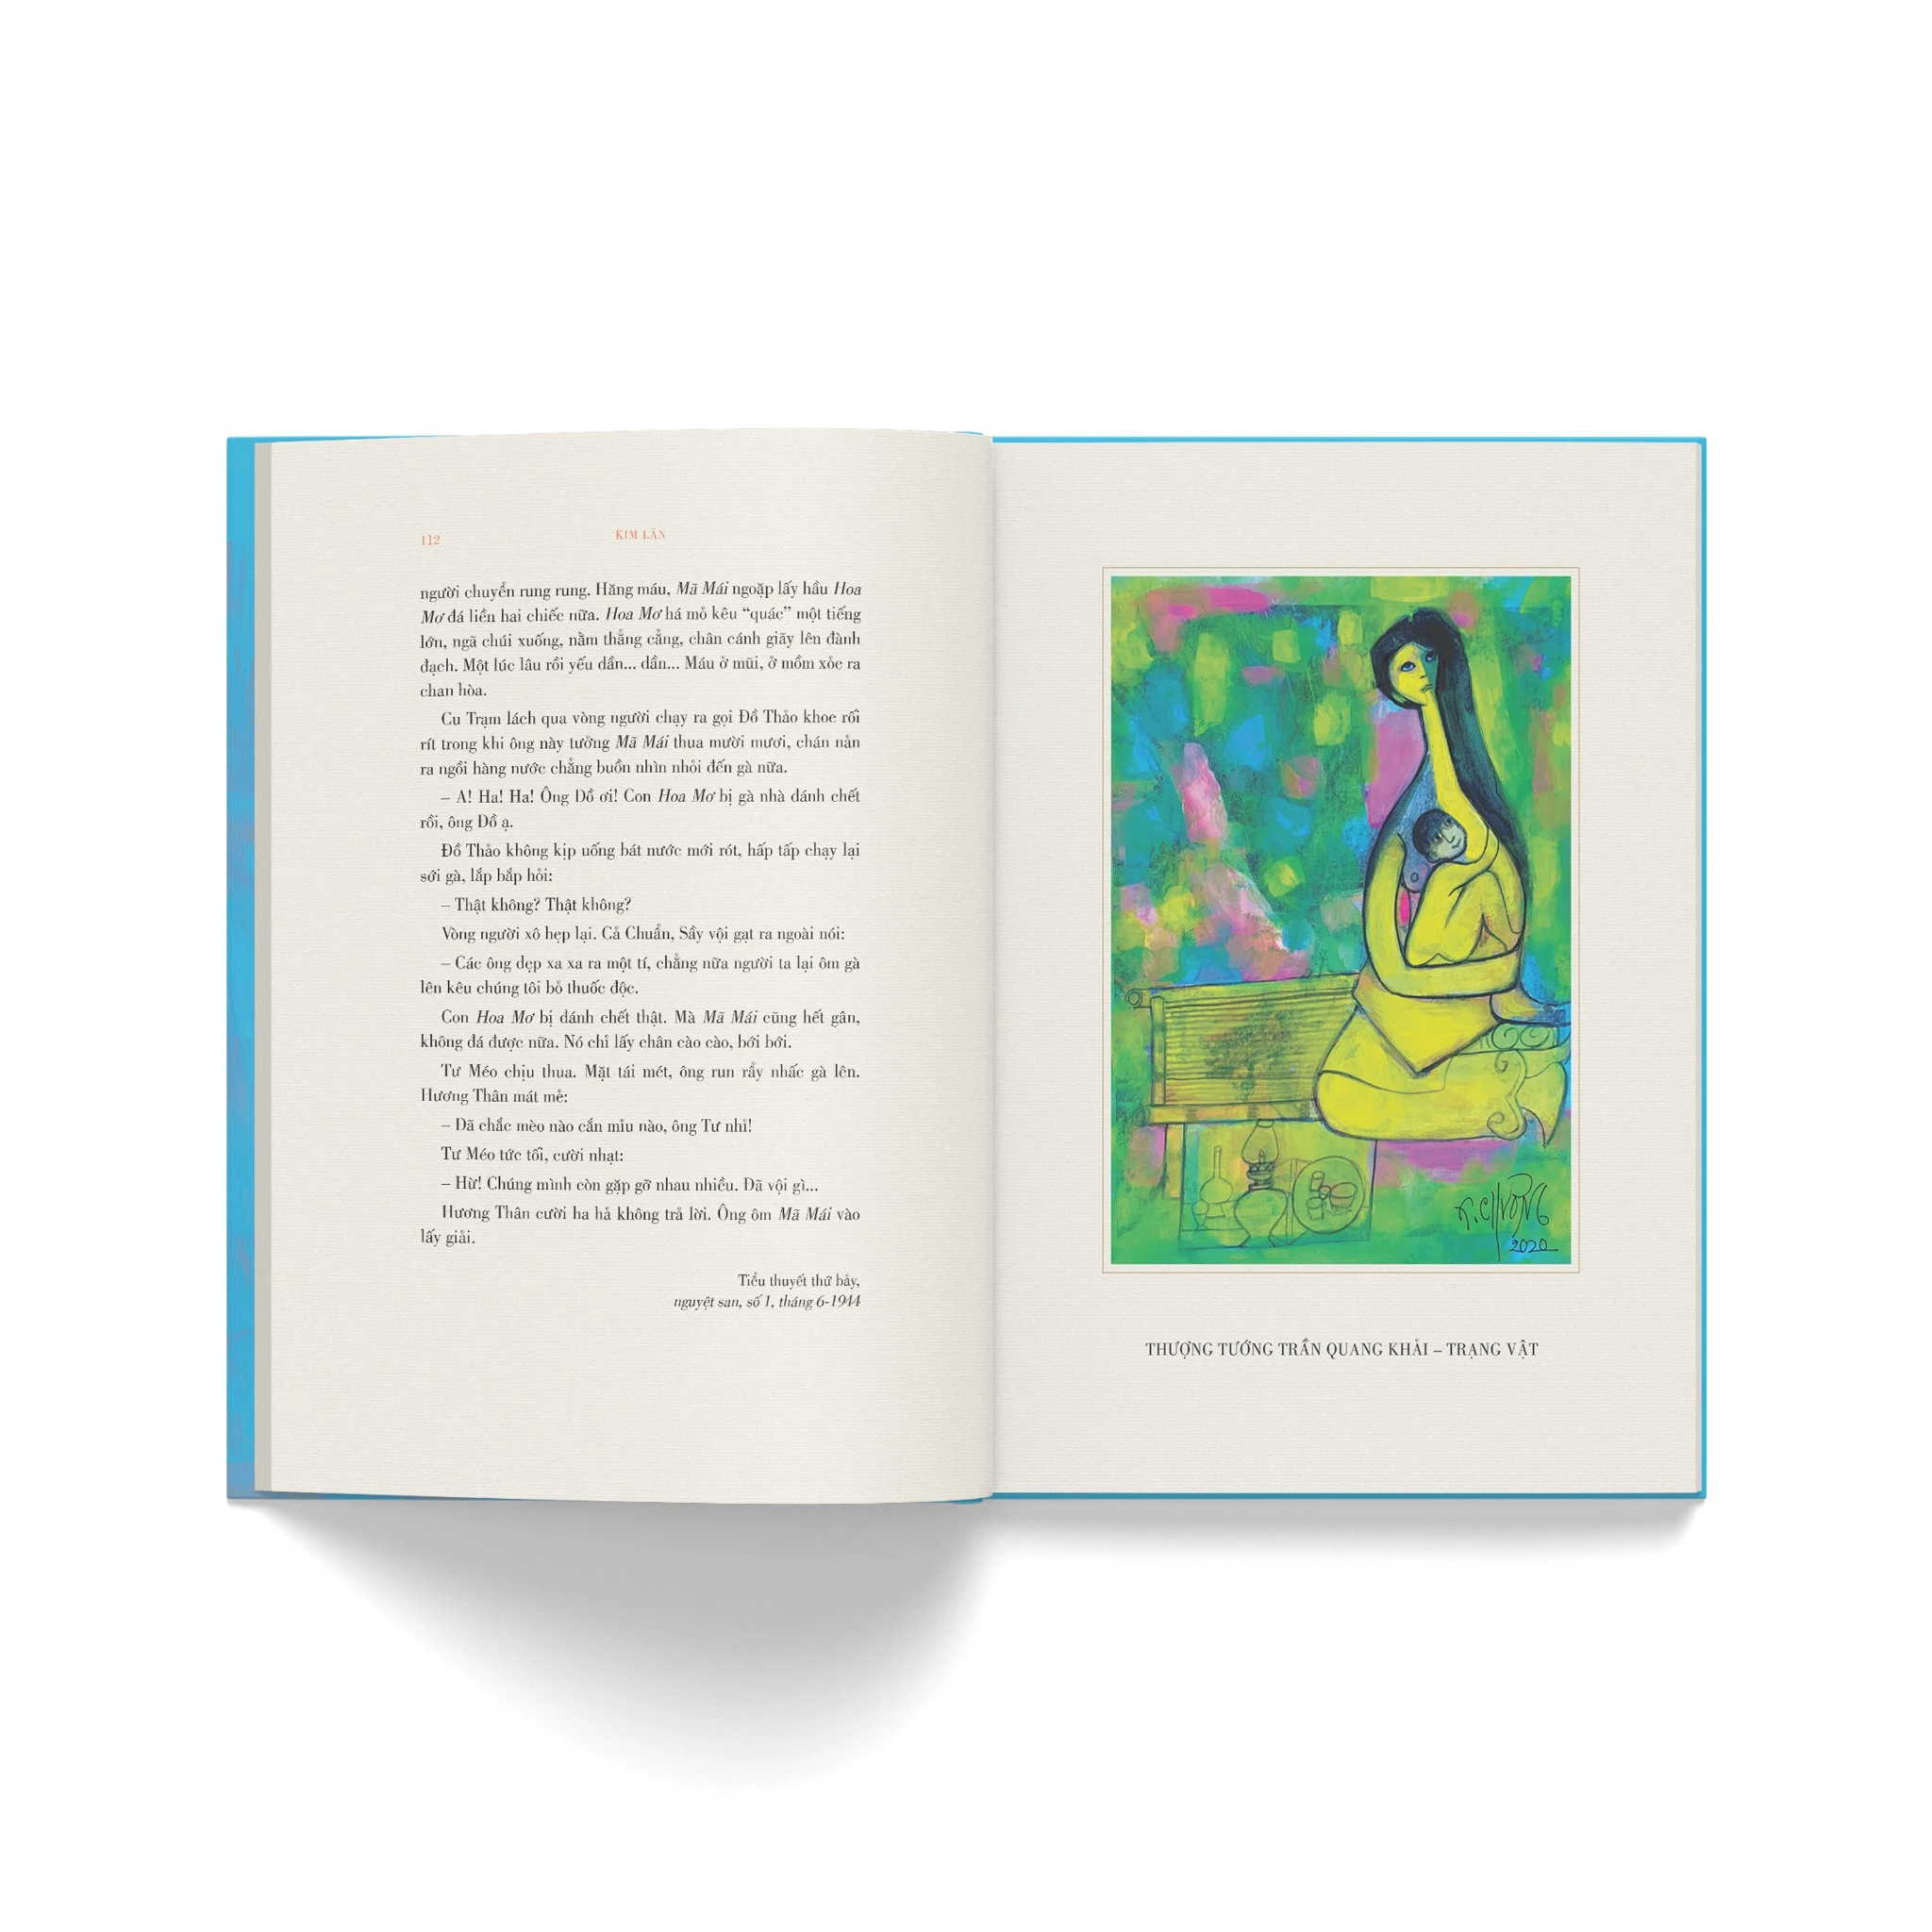 112
KIM LÂN
người chuyển rung rung. Hăng máu, Mã Mái ngoặp lấy hầu Hoa
Mơ đá liền hai chiếc nữa. Hoa Mơ há mỏ kêu “quác” một tiếng
lớn, ngã chúi xuống, nằm thẳng cẳng, chân cánh giãy lên đành
đạch. Một lúc lâu rồi yếu dần... dần... Máu ở mũi, ở mồm xỏe ra
chan hòa.
Cu Trạm lách qua vòng người chạy ra gọi Đồ Thảo khoe rối
rít trong khi ông này tưởng Mã Mái thua mười mươi, chán nản
ra ngồi hàng nước chẳng buồn nhìn nhỏi đến gà nữa.
– A! Ha! Ha! Ông Đồ ơi! Con Hoa Mơ bị gà nhà đánh chết
rồi, ông Đồ ạ.
Đồ Thảo không kịp uống bát nước mới rót, hấp tấp chạy lại
sới gà, lắp bắp hỏi:
– Thật không? Thật không?
Vòng người xô hẹp lại. Cả Chuẩn, Sầy vội gạt ra ngoài nói:
– Các ông dẹp xa xa ra một tí, chẳng nữa người ta lại ôm gà
lên kêu chúng tôi bỏ thuốc độc.
Con Hoa Mơ bị đánh chết thật. Mà Mã Mái cũng hết gân,
không đá được nữa. Nó chỉ lấy chân cào cào, bới bới.
Tư Méo chịu thua. Mặt tái mét, ông run rẩy nhấc gà lên.
Hương Thân mát mẻ:
– Đã chắc mèo nào cắn mỉu nào, ông Tư nhỉ!
Tư Méo tức tối, cười nhạt:
– Hừ! Chúng mình còn gặp gỡ nhau nhiều. Đã vội gì...
Hương Thân cười ha hả không trả lời. Ông ôm Mã Mái vào
lấy giải.
Tiểu thuyết thứ bảy,
nguyệt san, số 1, tháng 6-1944
T.CHƯƠNG
2020
THƯỢNG TƯỚNG TRẦN QUANG KHẢI – TRẠNG VẬT